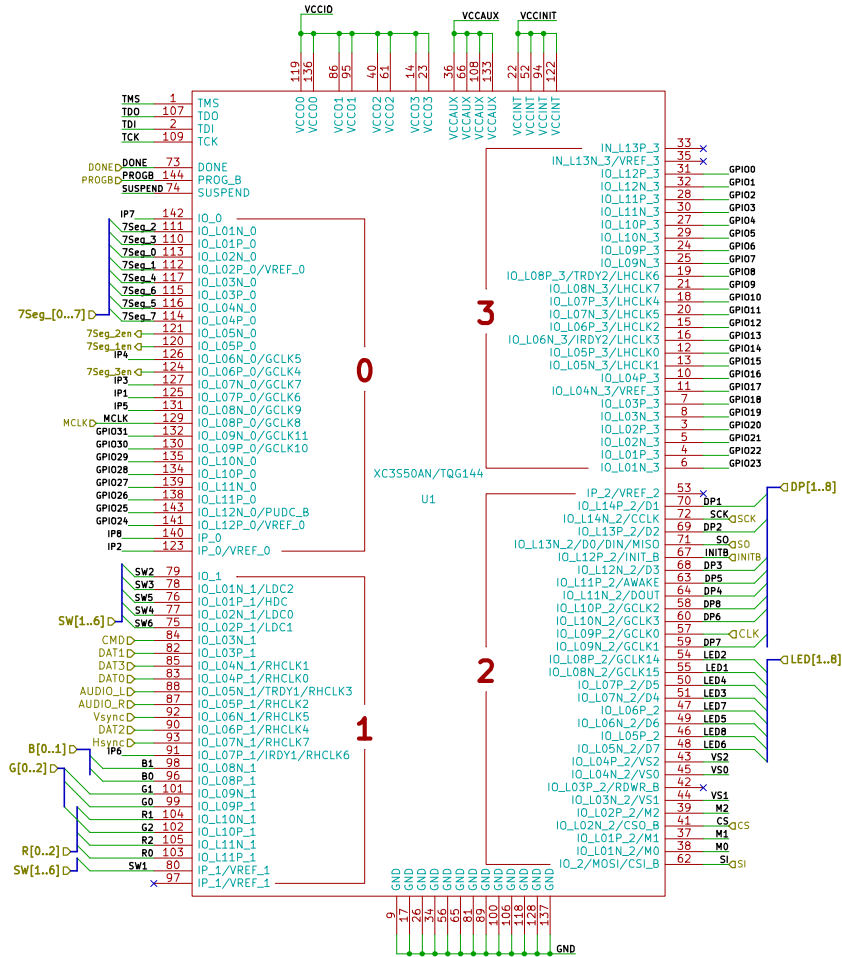 VCCIO VCCAUX VCCINIT
119 136 86 95 40 61 14 23 36 66 108 133 22 52 94 122
VCCO0 VCCO0 VCCO1 VCCO1 VCCO2 VCCO2 VCCO3 VCCO3 VCCAUX VCCAUX VCCAUX VCCAUX VCCINT VCCINT VCCINT VCCINT
TMS 1 TMS
TDO 107 TDO
TDI 2 TDI
TCK 109 TCK
DONE DONE 73 DONE
PROGB PROGB 144 PROG_B
SUSPEND 74 SUSPEND
IP7 142 IO_0
7Seg_2 111 IO_L01N_0
7Seg_3 110 IO_L01P_0
7Seg_0 113 IO_L02N_0
7Seg_1 112 IO_L02P_0/VREF_0
7Seg_4 117 IO_L03N_0
7Seg_6 115 IO_L03P_0
7Seg_5 116 IO_L04N_0
7Seg_7 114 IO_L04P_0
7Seg_[0...7]
7Seg_2en 121 IO_L05N_0
7Seg_1en 120 IO_L05P_0
IP4 126 IO_L06N_0/GCLK5
7Seg_3en 124 IO_L06P_0/GCLK4
IP3 127 IO_L07N_0/GCLK7
IP1 125 IO_L07P_0/GCLK6
IP5 131 IO_L08N_0/GCLK9
MCLK MCLK 129 IO_L08P_0/GCLK8
GPIO31 132 IO_L09N_0/GCLK11
GPIO30 130 IO_L09P_0/GCLK10
GPIO29 135 IO_L10N_0
GPIO28 134 IO_L10P_0
GPIO27 139 IO_L11N_0
GPIO26 138 IO_L11P_0
GPIO25 143 IO_L12N_0/PUDC_B
GPIO24 141 IO_L12P_0/VREF_0
IP8 140 IP_0
IP2 123 IP_0/VREF_0
0
SW2 79 IO_1
SW3 78 IO_L01N_1/LDC2
SW5 76 IO_L01P_1/HDC
SW4 77 IO_L02N_1/LDC0
SW6 75 IO_L02P_1/LDC1
SW[1..6]
CMD 84 IO_L03N_1
DAT1 82 IO_L03P_1
DAT3 85 IO_L04N_1/RHCLK1
DAT0 83 IO_L04P_1/RHCLK0
AUDIO_L 88 IO_L05N_1/TRDY1/RHCLK3
AUDIO_R 87 IO_L05P_1/RHCLK2
Vsync 92 IO_L06N_1/RHCLK5
DAT2 90 IO_L06P_1/RHCLK4
Hsync 93 IO_L07N_1/RHCLK7
IP6 91 IO_L07P_1/IRDY1/RHCLK6
B[0..1]
B1 98 IO_L08N_1
B0 96 IO_L08P_1
G[0..2]
G1 101 IO_L09N_1
G0 99 IO_L09P_1
R1 104 IO_L10N_1
G2 102 IO_L10P_1
R2 105 IO_L11N_1
R0 103 IO_L11P_1
R[0..2]
SW[1..6] SW1 80 IP_1/VREF_1
97 IP_1/VREF_1
1
XC3S50AN/TQG144
U1
IN_L13P_3 33
IN_L13N_3/VREF_3 35
IO_L12P_3 31 GPIO0
IO_L12N_3 32 GPIO1
IO_L11P_3 28 GPIO2
IO_L11N_3 30 GPIO3
IO_L10P_3 27 GPIO4
IO_L10N_3 29 GPIO5
IO_L09P_3 24 GPIO6
IO_L09N_3 25 GPIO7
IO_L08P_3/TRDY2/LHCLK6 19 GPIO8
IO_L08N_3/LHCLK7 21 GPIO9
IO_L07P_3/LHCLK4 18 GPIO10
IO_L07N_3/LHCLK5 20 GPIO11
IO_L06P_3/LHCLK2 15 GPIO12
IO_L06N_3/IRDY2/LHCLK3 16 GPIO13
IO_L05P_3/LHCLK0 12 GPIO14
IO_L05N_3/LHCLK1 13 GPIO15
IO_L04P_3 10 GPIO16
IO_L04N_3/VREF_3 11 GPIO17
IO_L03P_3 7 GPIO18
IO_L03N_3 8 GPIO19
IO_L02P_3 3 GPIO20
IO_L02N_3 5 GPIO21
IO_L01P_3 4 GPIO22
IO_L01N_3 6 GPIO23
3
IP_2/VREF_2 53
DP[1..8]
IO_L14P_2/D1 70 DP1
IO_L14N_2/CCLK 72 SCK SCK
IO_L13P_2/D2 69 DP2
IO_L13N_2/D0/DIN/MISO 71 SO SO
IO_L12P_2/INIT_B 67 INITB INITB
IO_L12N_2/D3 68 DP3
IO_L11P_2/AWAKE 63 DP5
IO_L11N_2/DOUT 64 DP4
IO_L10P_2/GCLK2 58 DP8
IO_L10N_2/GCLK3 60 DP6
IO_L09P_2/GCLK0 57 CLK
IO_L09N_2/GCLK1 59 DP7
IO_L08P_2/GCLK14 54 LED2
LED[1..8]
IO_L08N_2/GCLK15 55 LED1
IO_L07P_2/D5 50 LED4
IO_L07N_2/D4 51 LED3
IO_L06P_2 47 LED7
IO_L06N_2/D6 49 LED5
IO_L05P_2 46 LED8
IO_L05N_2/D7 48 LED6
IO_L04P_2/VS2 43 VS2
IO_L04N_2/VS0 45 VS0
IO_L03P_2/RDWR_B 42
IO_L03N_2/VS1 44 VS1
IO_L02P_2/M2 39 M2
IO_L02N_2/CSO_B 41 CS CS
IO_L01P_2/M1 37 M1
IO_L01N_2/M0 38 M0
IO_2/MOSI/CSI_B 62 SI SI
2
GND GND GND GND GND GND GND GND GND GND GND GND GND
9 17 26 34 56 65 81 89 100 106 118 128 137
GND